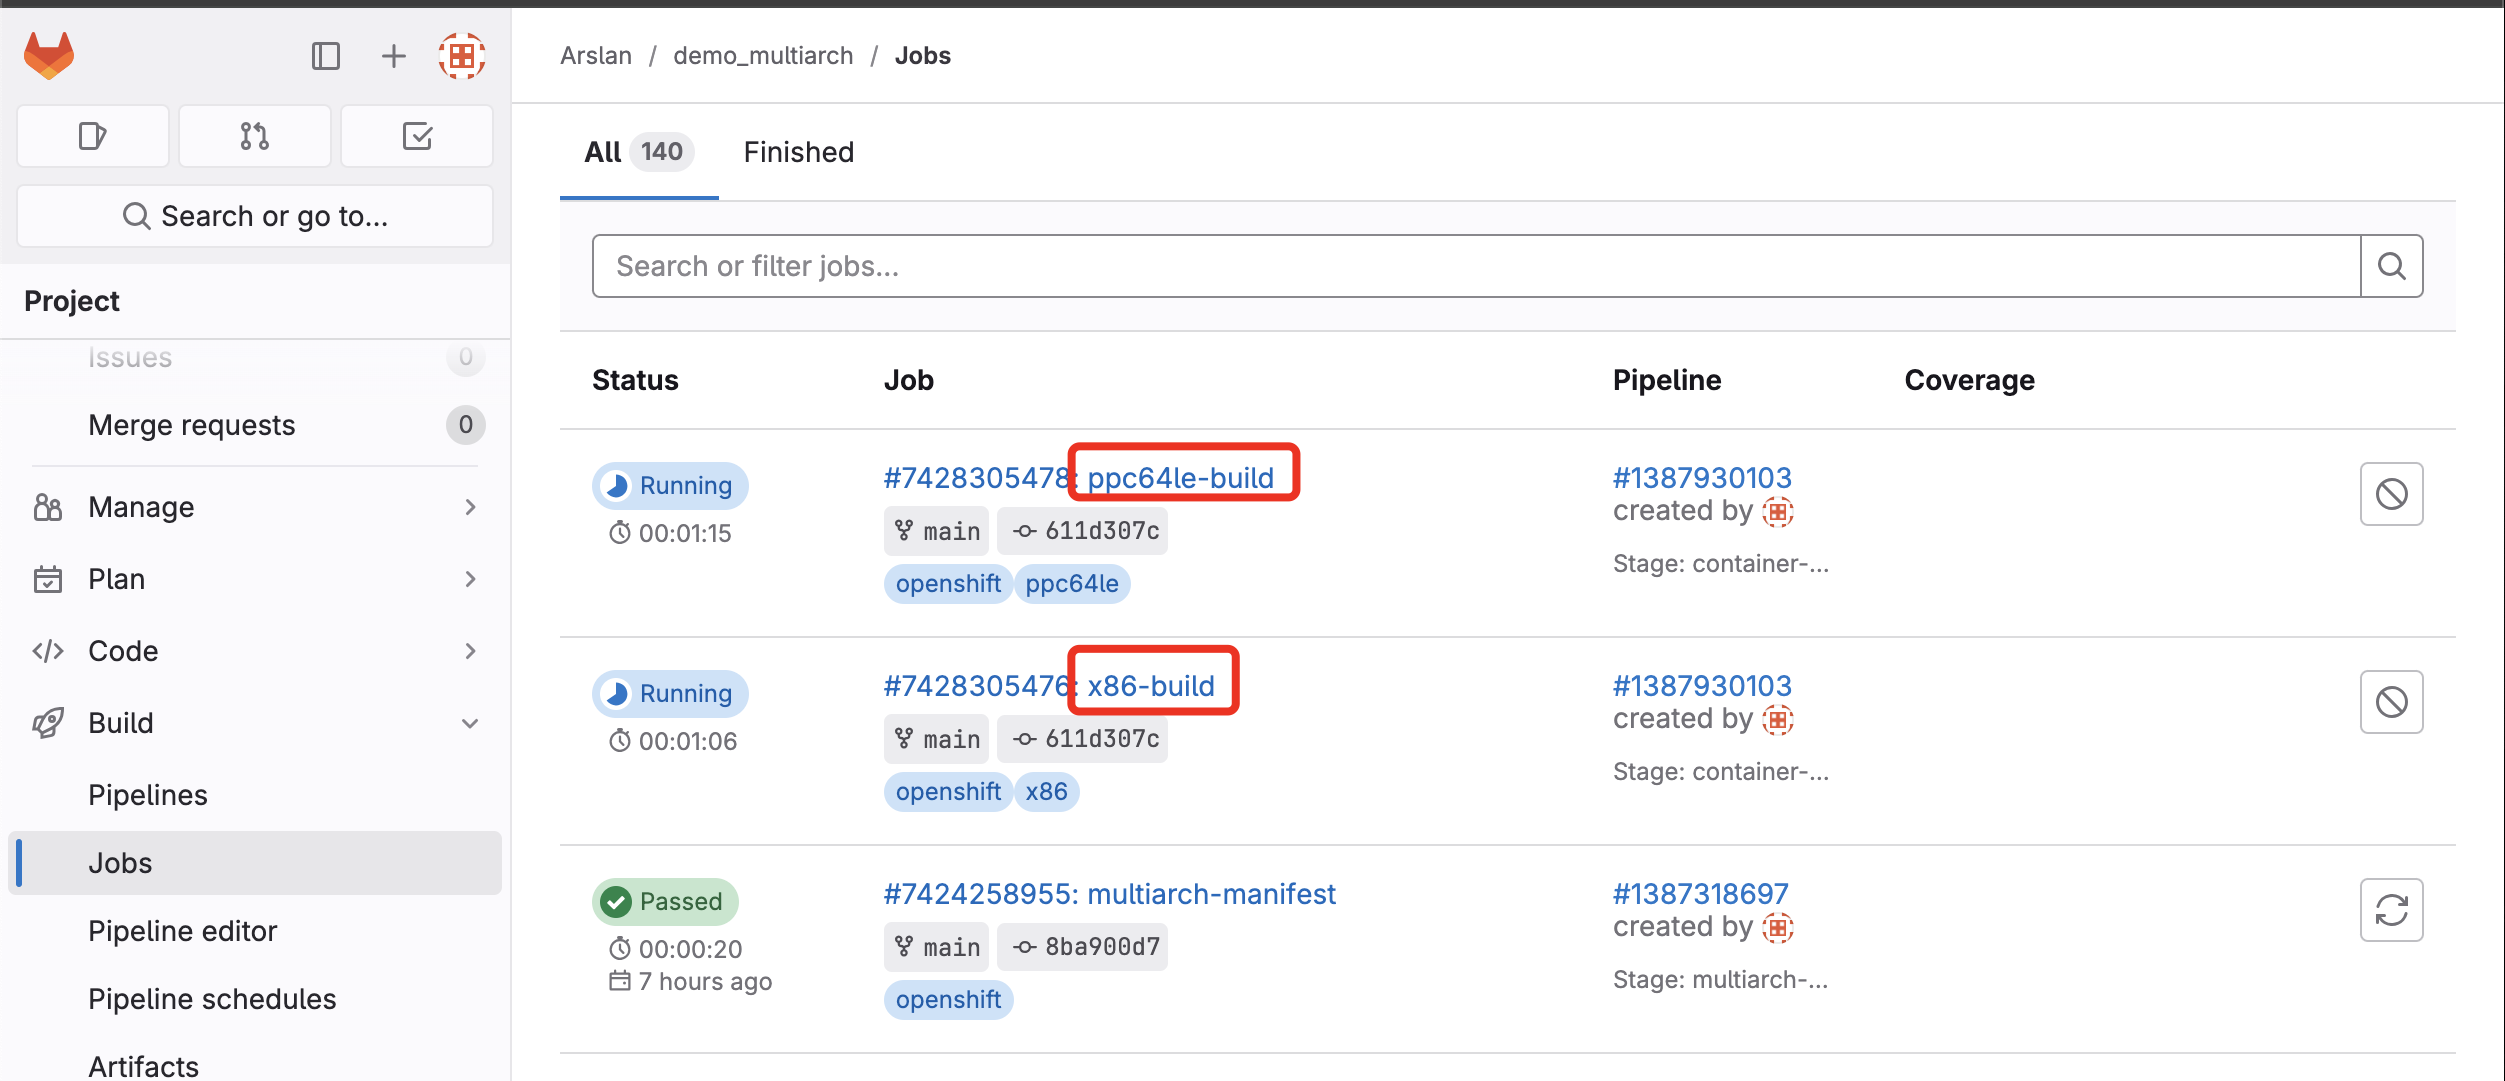 Arslan / demo_multiarch / Jobs
All 140 Finished
Search or go to...
Search or filter jobs...
Project
Issues 0
Merge requests 0
Manage
Plan
Code
Build
Pipelines
Jobs
Pipeline editor
Pipeline schedules
Artifacts
Status Job Pipeline Coverage
Running
00:01:15
#7428305478: ppc64le-build
main 611d307c
openshift ppc64le
#1387930103
created by
Stage: container-...
Running
00:01:06
#7428305476: x86-build
main 611d307c
openshift x86
#1387930103
created by
Stage: container-...
Passed
00:00:20
7 hours ago
#7424258955: multiarch-manifest
main 8ba900d7
openshift
#1387318697
created by
Stage: multiarch-...